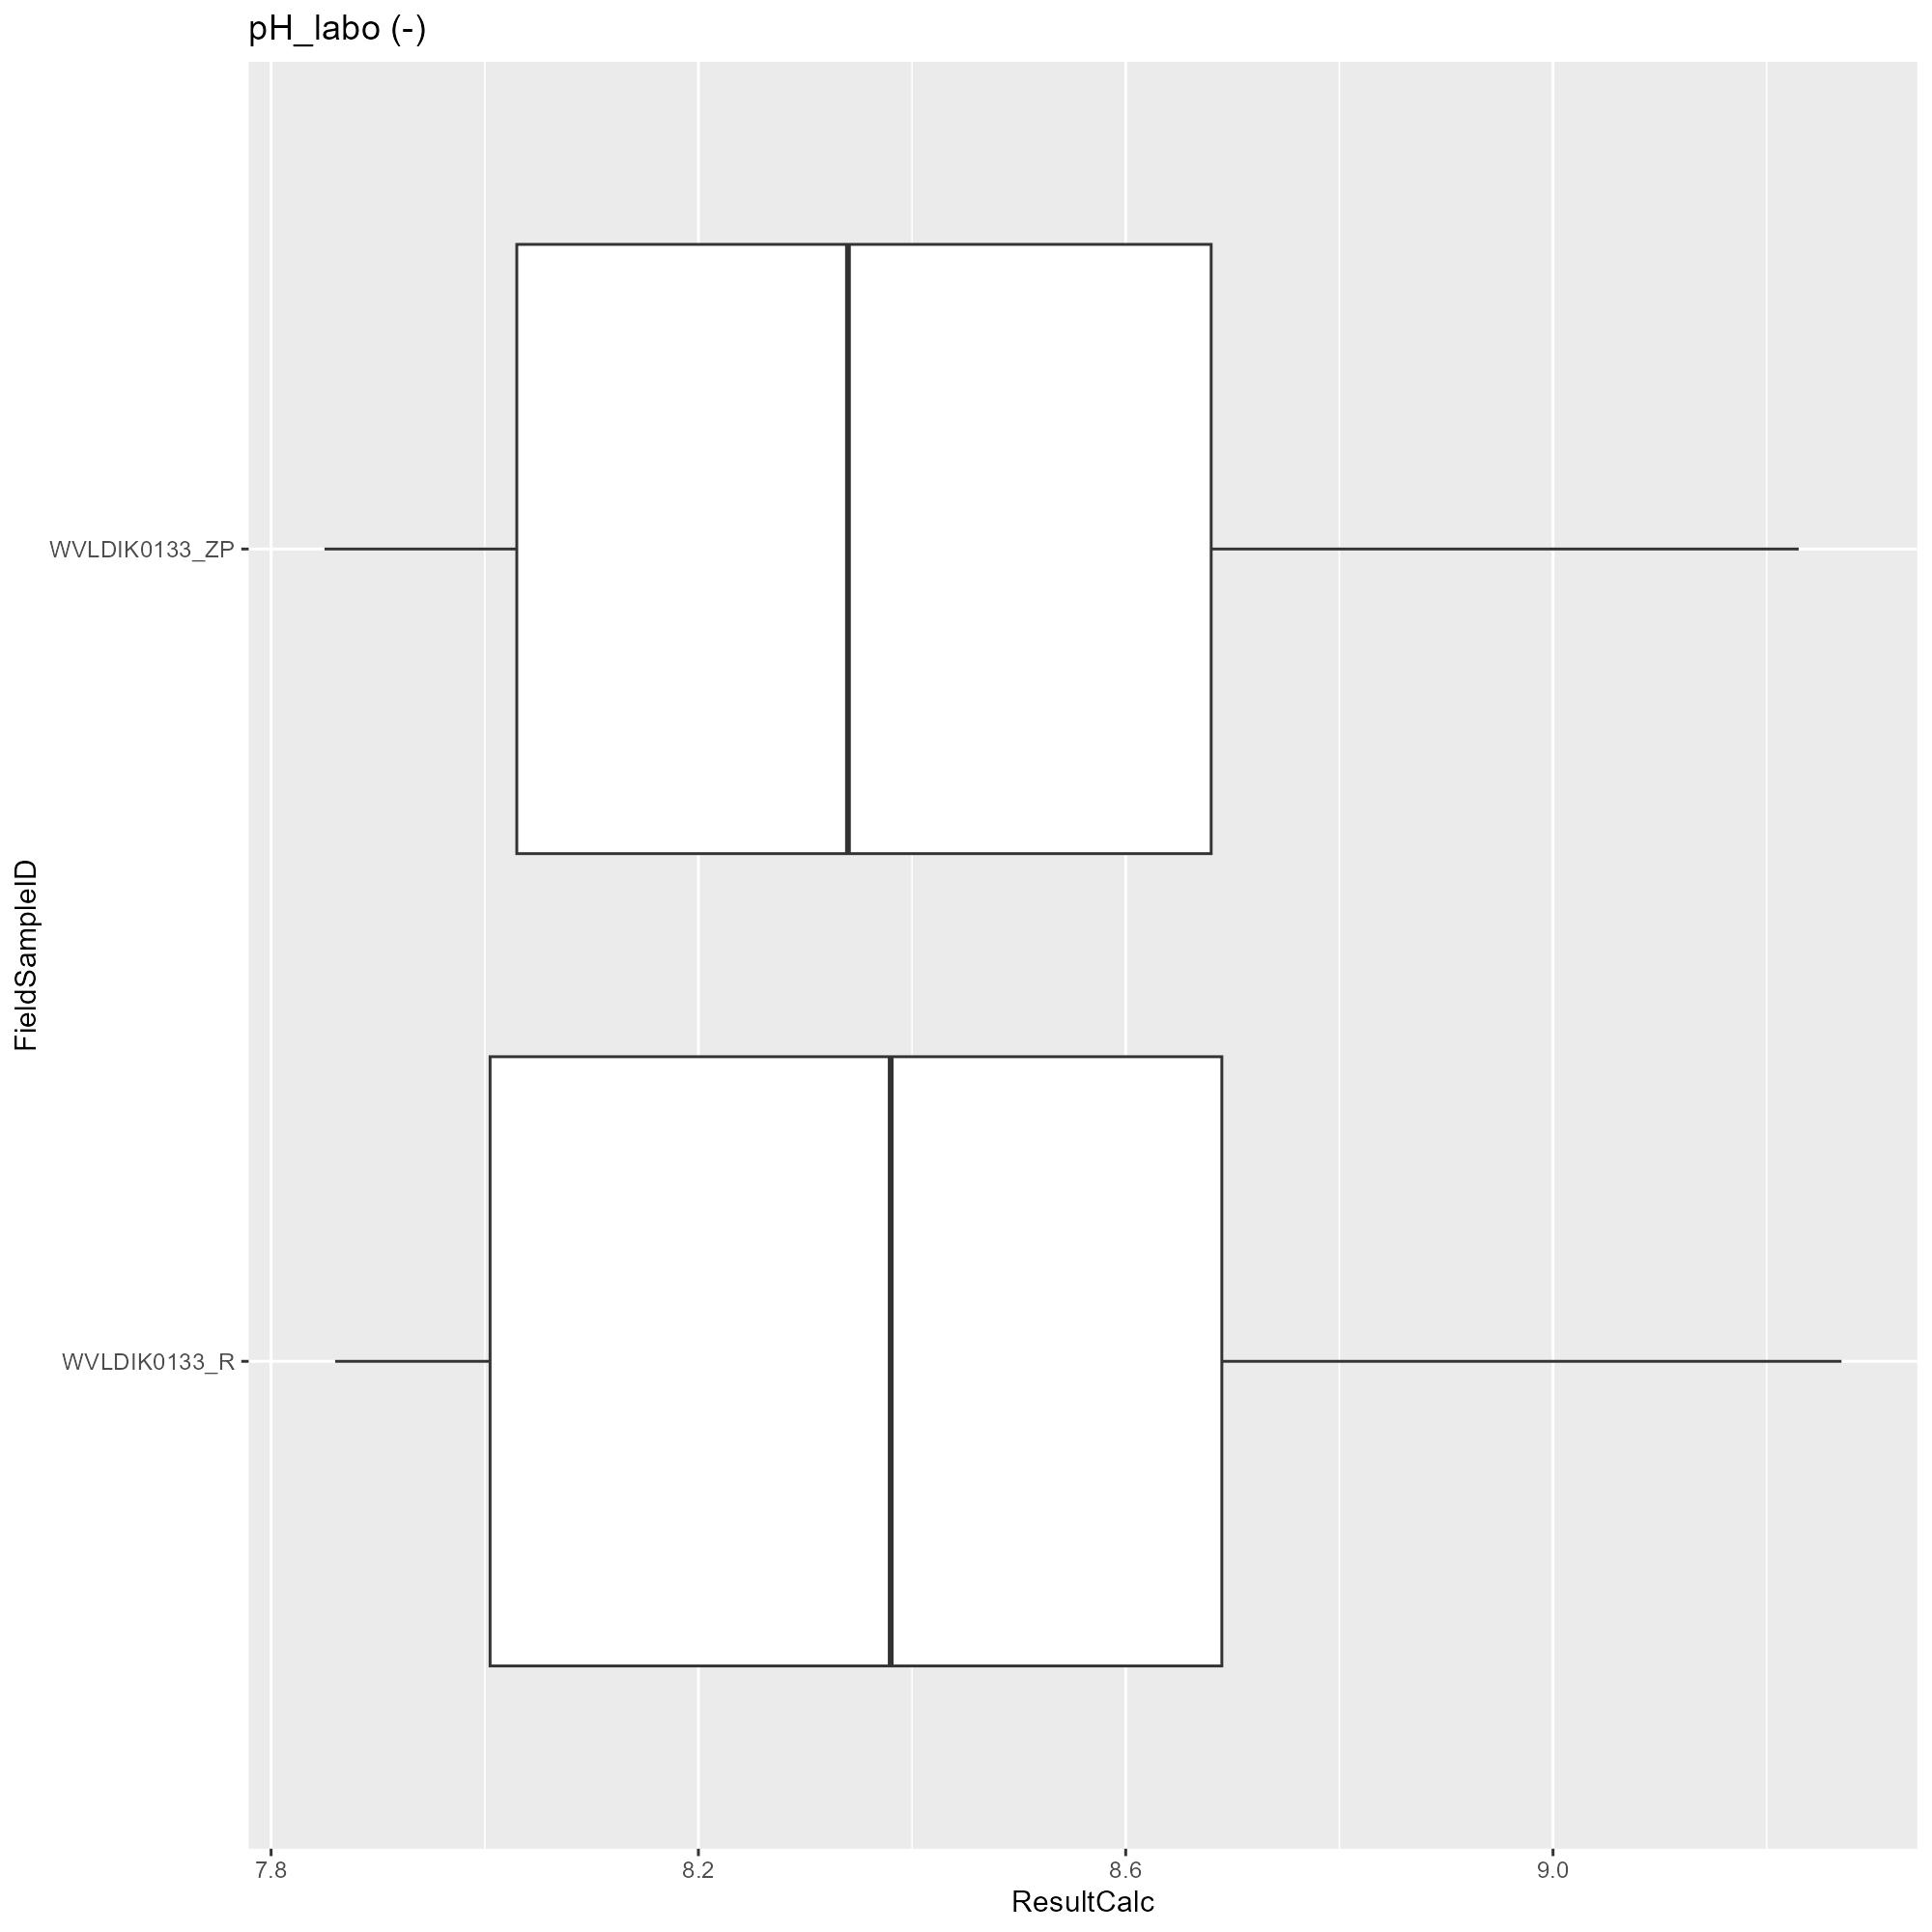 pH_labo (-)
FieldSampleID
WVLDIK0133_ZP
WVLDIK0133_R
7.8 8.2 8.6 9.0
ResultCalc